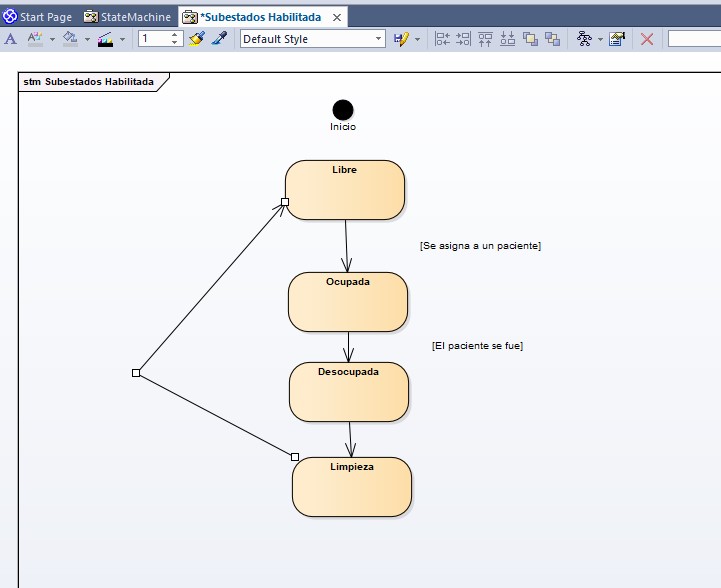 Start Page
StateMachine
*Subestados Habilitada
A
1
Default Style
stm Subestados Habilitada
Inicio
Libre
[Se asigna a un paciente]
Ocupada
[El paciente se fue]
Desocupada
Limpieza